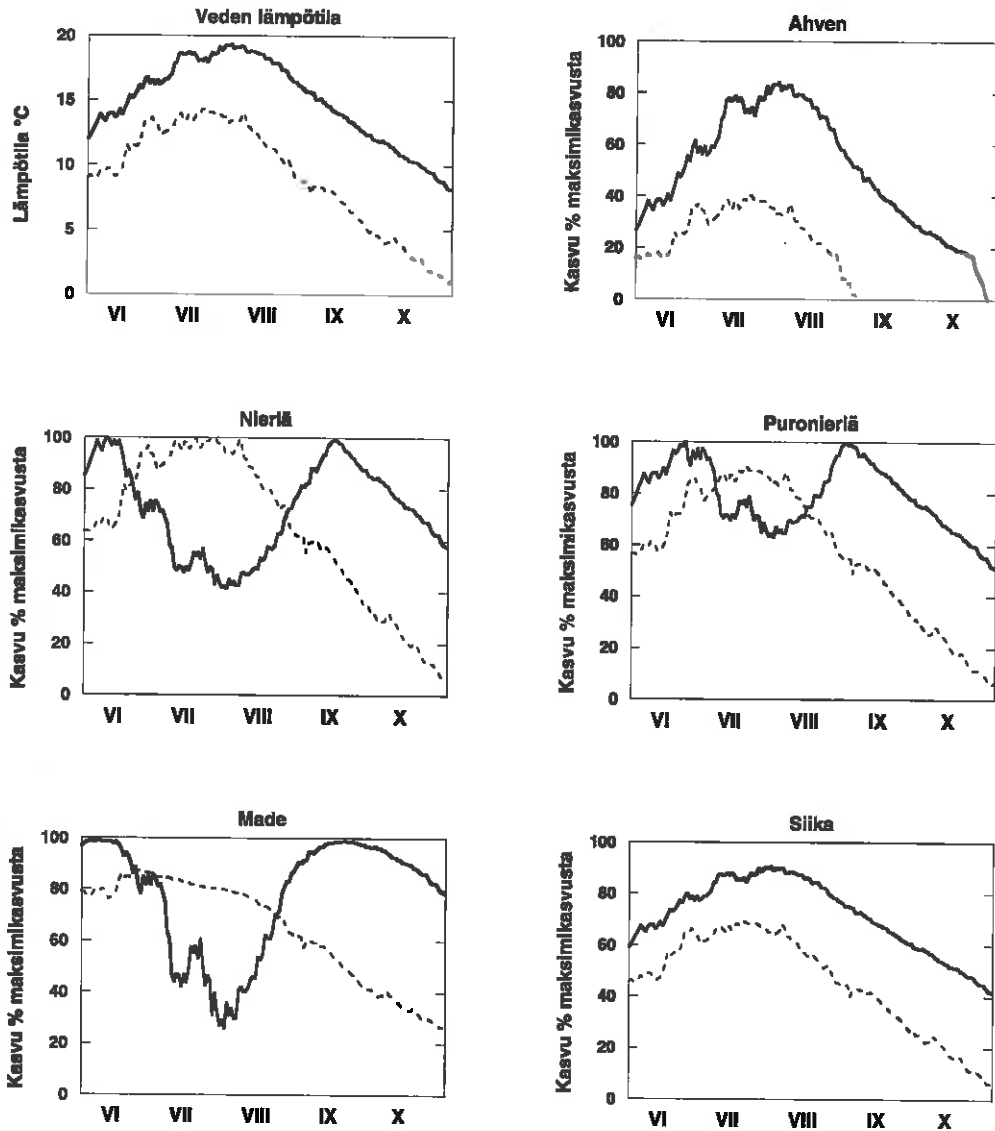 Veden lämpötila
Lämpötila °C
20
15
10
5
0
VI VII VIII IX X
Ahven
Kasvu % maksimikasvusta
100
80
60
40
20
0
VI VII VIII IX X
Nieriä
Kasvu % maksimikasvusta
100
80
60
40
20
0
VI VII VIII IX X
Puronieriä
Kasvu % maksimikasvusta
100
80
60
40
20
0
VI VII VIII IX X
Made
Kasvu % maksimikasvusta
100
80
60
40
20
0
VI VII VIII IX X
Siika
Kasvu % maksimikasvusta
100
80
60
40
20
0
VI VII VIII IX X